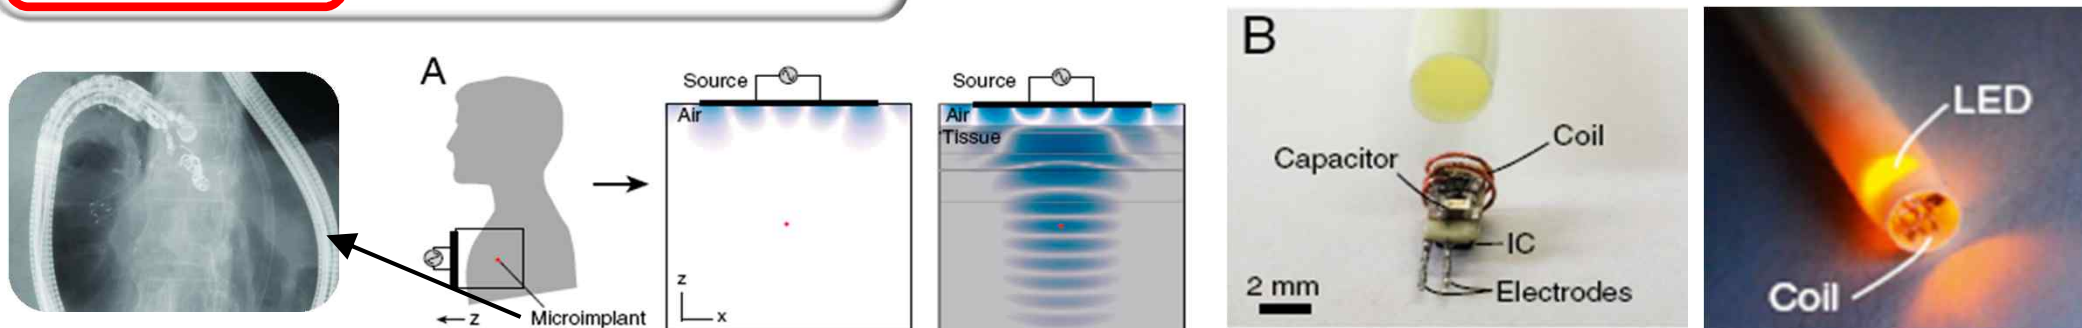 A
Source
Air
z
x
z
Microimplant
Source
Air
Tissue
B
Capacitor
Coil
IC
Electrodes
2 mm
LED
Coil